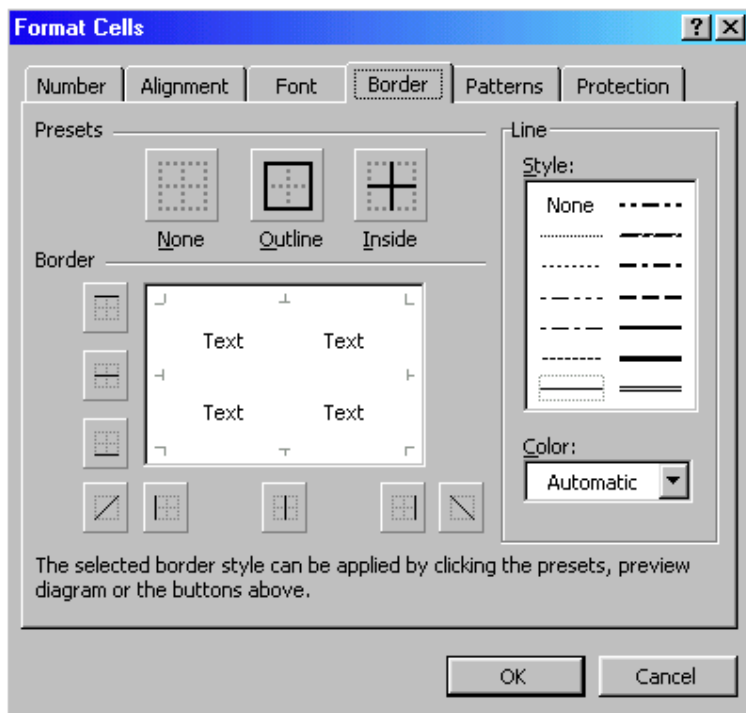 Format Cells
Number Alignment Font Border Patterns Protection
Presets
None Outline Inside
Border
Text Text
Text Text
Line
Style:
None
Color:
Automatic
The selected border style can be applied by clicking the presets, preview
diagram or the buttons above.
OK Cancel